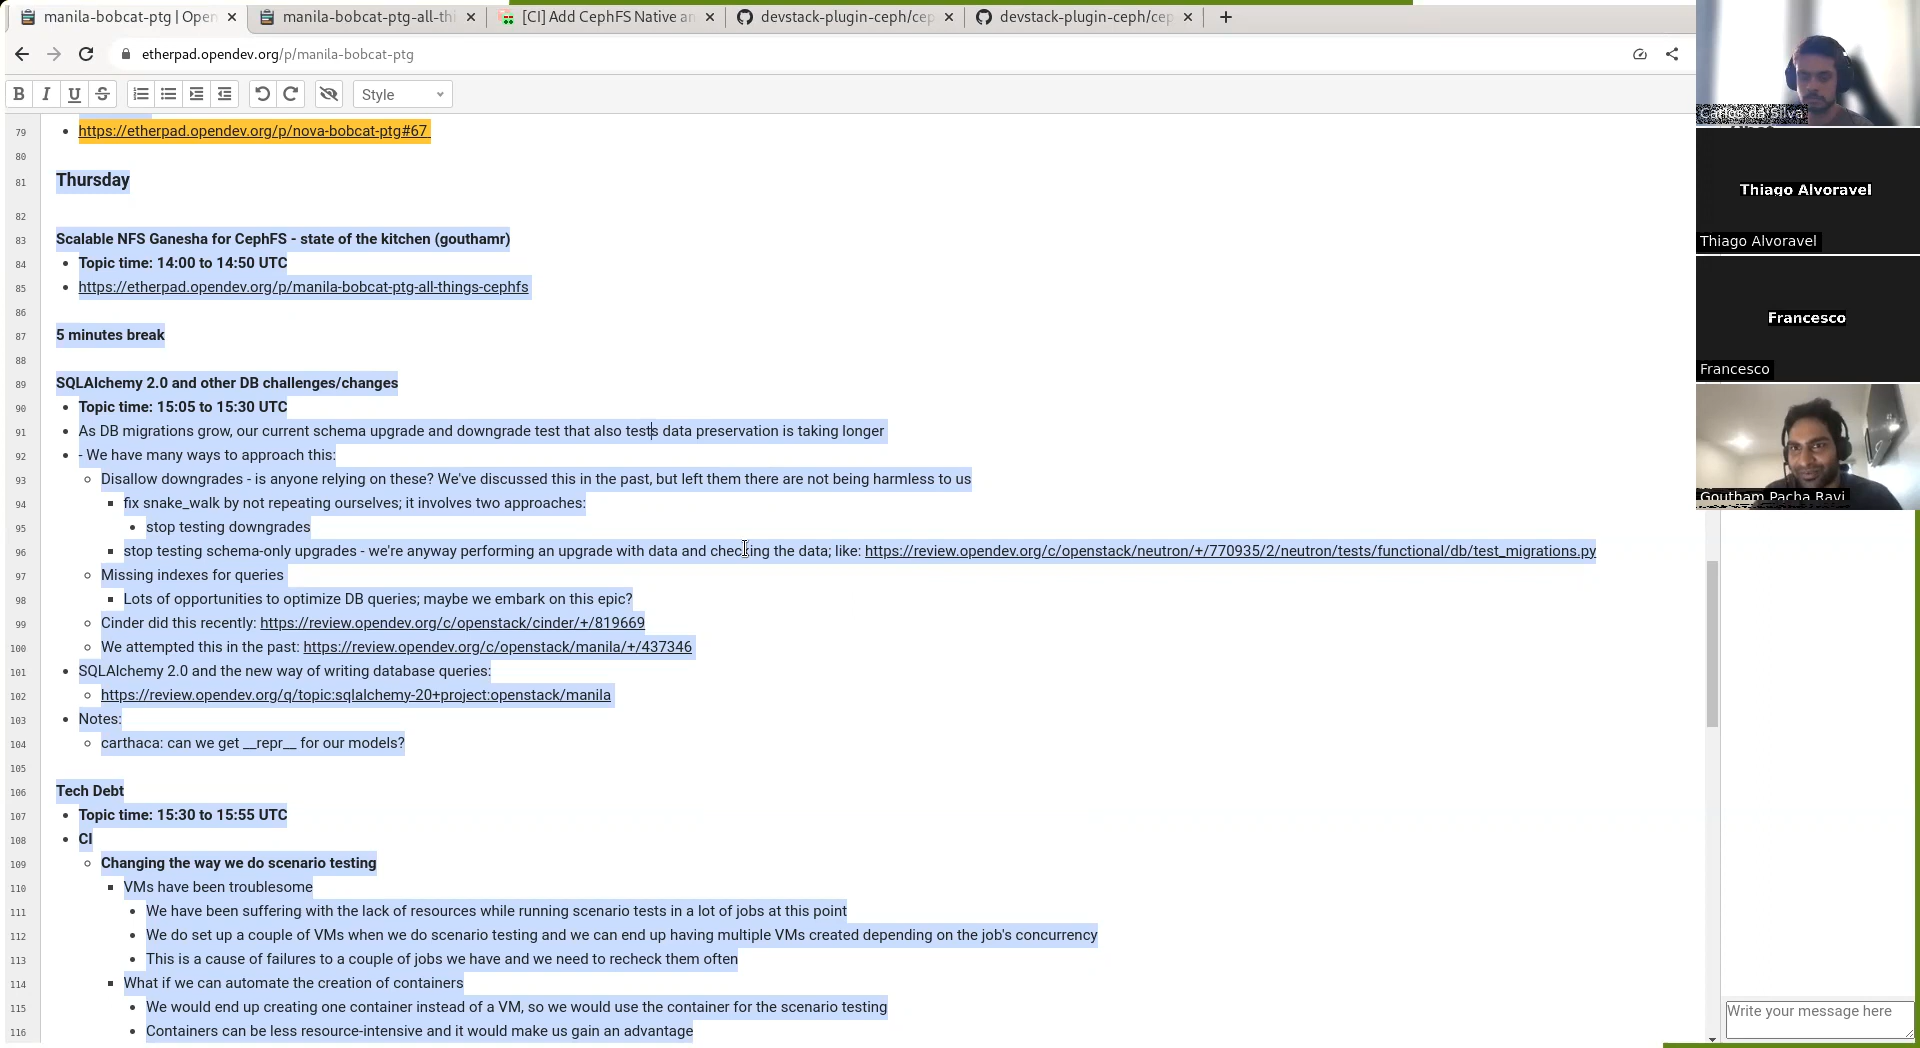 manila-bobcat-ptg | Open
manila-bobcat-ptg-all-thi
[CI] Add CephFS Native an
devstack-plugin-ceph/cep
devstack-plugin-ceph/cep
etherpad.opendev.org/p/manila-bobcat-ptg
B I U S Style
79 https://etherpad.opendev.org/p/nova-bobcat-ptg#67
80
81 Thursday
82
83 Scalable NFS Ganesha for CephFS - state of the kitchen (gouthamr)
84 Topic time: 14:00 to 14:50 UTC
85 https://etherpad.opendev.org/p/manila-bobcat-ptg-all-things-cephfs
86
87 5 minutes break
88
89 SQLAlchemy 2.0 and other DB challenges/changes
90 Topic time: 15:05 to 15:30 UTC
91 As DB migrations grow, our current schema upgrade and downgrade test that also tests data preservation is taking longer
92 - We have many ways to approach this:
93 Disallow downgrades - is anyone relying on these? We've discussed this in the past, but left them there are not being harmless to us
94 fix snake_walk by not repeating ourselves; it involves two approaches:
95 stop testing downgrades
96 stop testing schema-only upgrades - we're anyway performing an upgrade with data and checking the data; like: https://review.opendev.org/c/openstack/neutron/+/770935/2/neutron/tests/functional/db/test_migrations.py
97 Missing indexes for queries
98 Lots of opportunities to optimize DB queries; maybe we embark on this epic?
99 Cinder did this recently: https://review.opendev.org/c/openstack/cinder/+/819669
100 We attempted this in the past: https://review.opendev.org/c/openstack/manila/+/437346
101 SQLAlchemy 2.0 and the new way of writing database queries:
102 https://review.opendev.org/q/topic:sqlalchemy-20+project:openstack/manila
103 Notes:
104 carthaca: can we get __repr__ for our models?
105
106 Tech Debt
107 Topic time: 15:30 to 15:55 UTC
108 CI
109 Changing the way we do scenario testing
110 VMs have been troublesome
111 We have been suffering with the lack of resources while running scenario tests in a lot of jobs at this point
112 We do set up a couple of VMs when we do scenario testing and we can end up having multiple VMs created depending on the job's concurrency
113 This is a cause of failures to a couple of jobs we have and we need to recheck them often
114 What if we can automate the creation of containers
115 We would end up creating one container instead of a VM, so we would use the container for the scenario testing
116 Containers can be less resource-intensive and it would make us gain an advantage
Carlos da Silva
Thiago Alvoravel
Thiago Alvoravel
Francesco
Francesco
Goutham Pacha Ravi
Write your message here